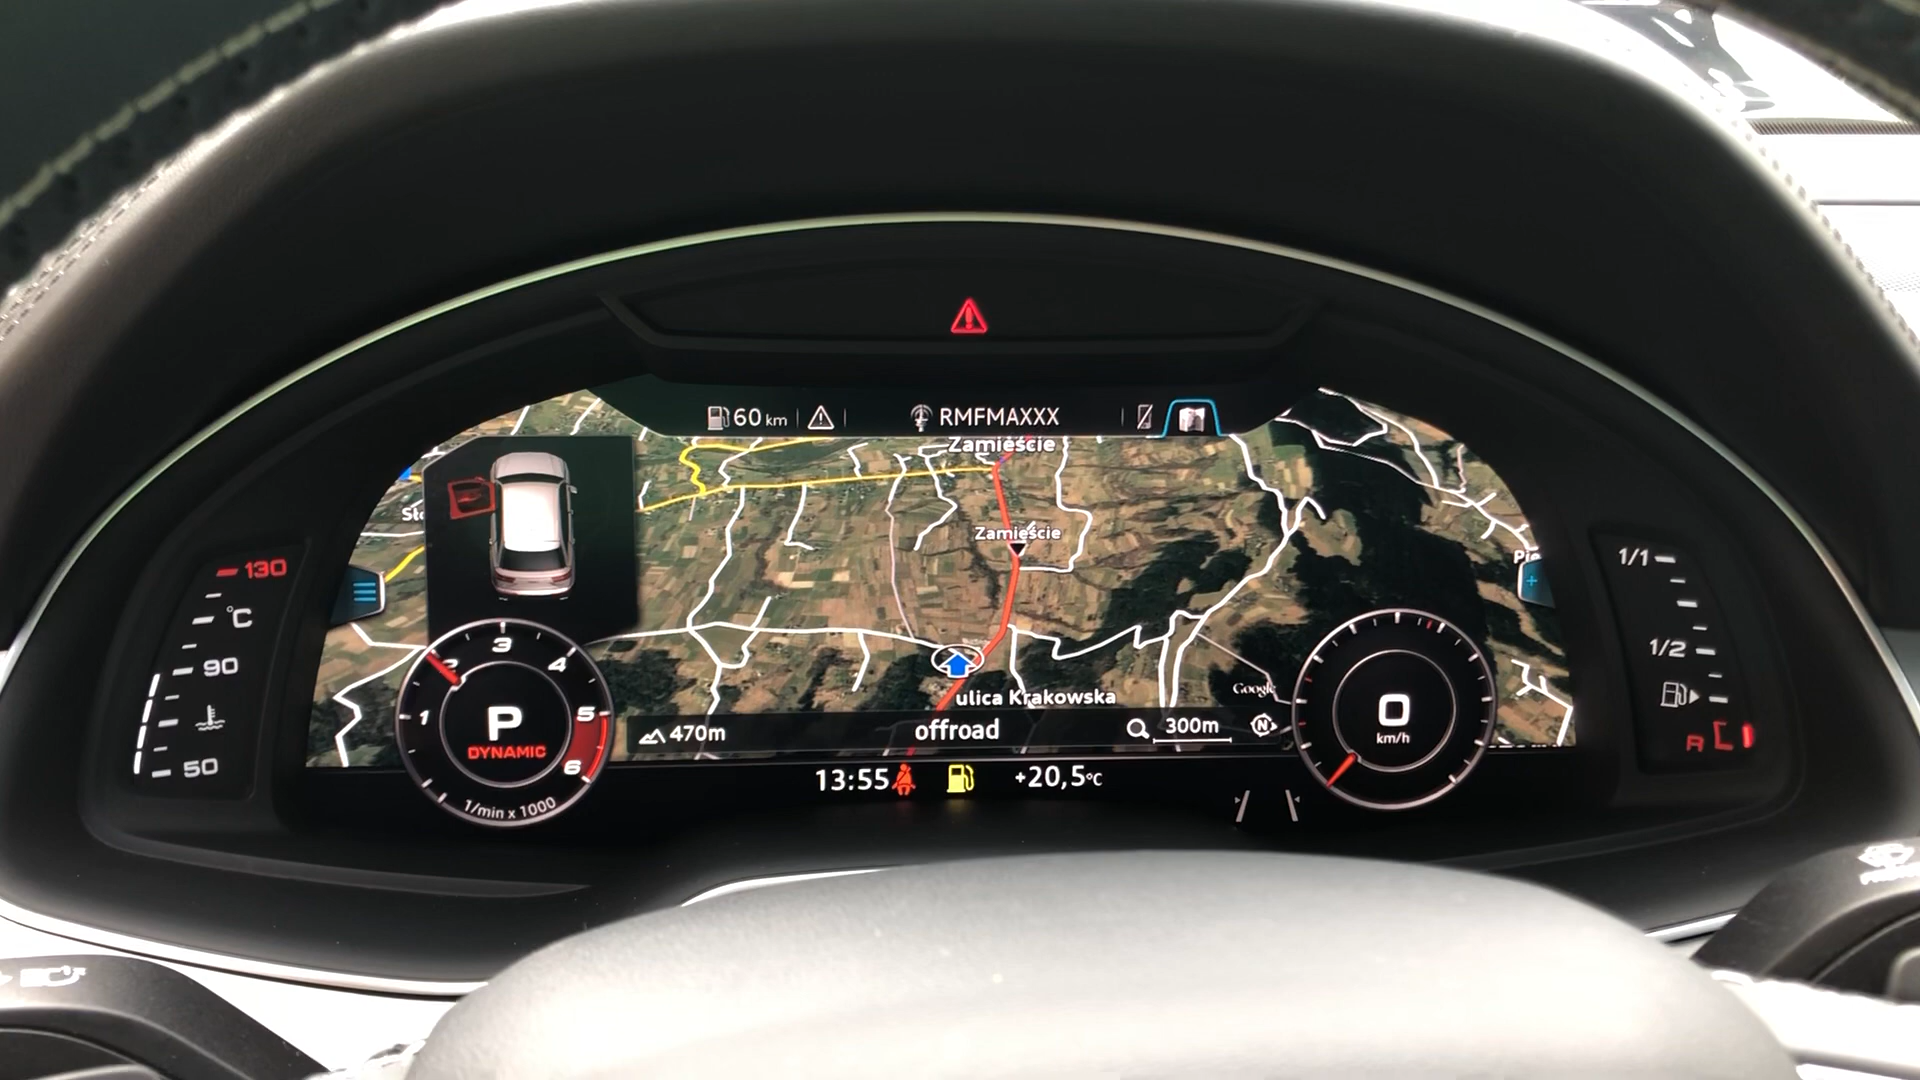 60 km
RMFMAXXX
Zamieście
Zamieście
ulica Krakowska
Google
470m
offroad
300m
N
13:55
+20,5°C
130
°C
90
50
1
2
3
4
5
6
P
DYNAMIC
1/min x 1000
0
km/h
1/1
1/2
R